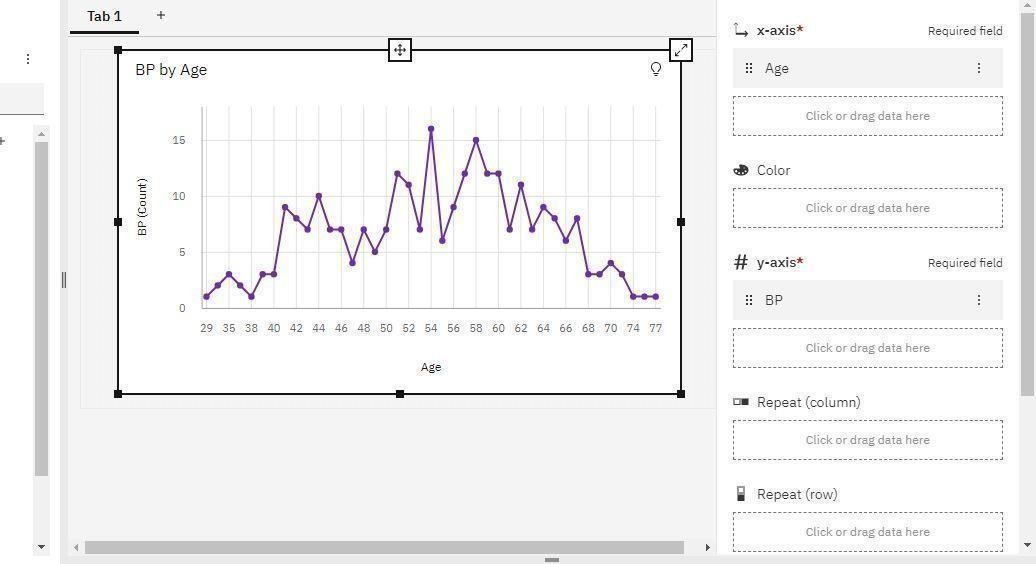 Tab 1 +
BP by Age
15
10
5
0
BP (Count)
29 35 38 40 42 44 46 48 50 52 54 56 58 60 62 64 66 68 70 74 77
Age
x-axis* Required field
Age
Click or drag data here
Color
Click or drag data here
# y-axis* Required field
BP
Click or drag data here
Repeat (column)
Click or drag data here
Repeat (row)
Click or drag data here